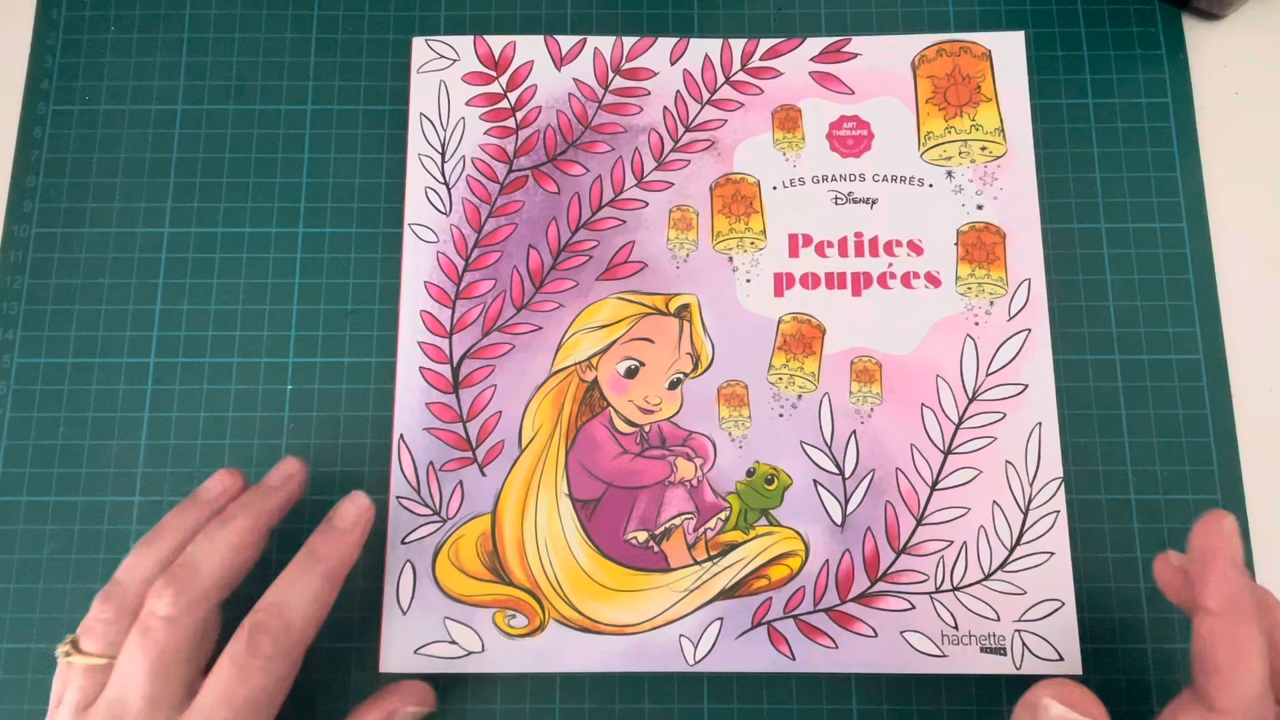 ART
THÉRAPIE
• LES GRANDS CARRÉS •
Disney
Petites
poupées
hachette
HEROES